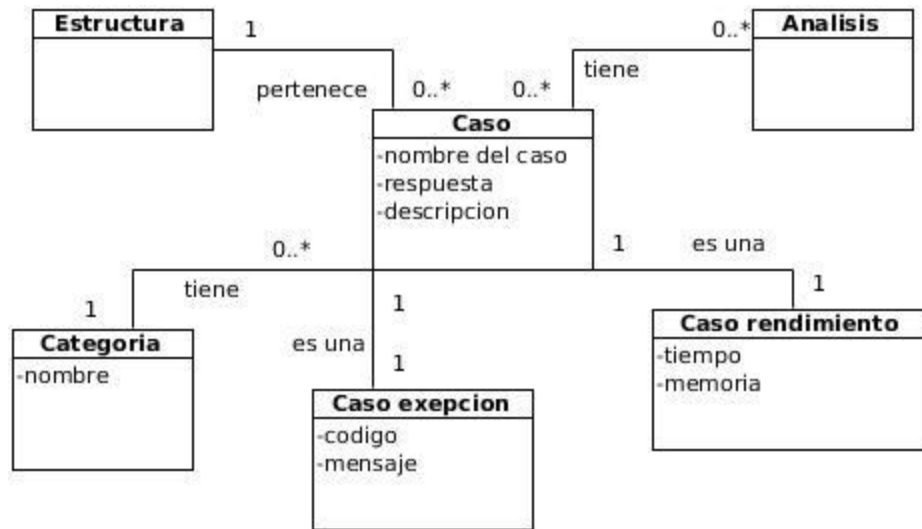 Estructura
1
pertenece
0..*
0..*
tiene
0..*
Analisis
Caso
-nombre del caso
-respuesta
-descripcion
0..*
tiene
1
1
es una
1
Categoria
-nombre
1
es una
1
Caso exepcion
-codigo
-mensaje
Caso rendimiento
-tiempo
-memoria